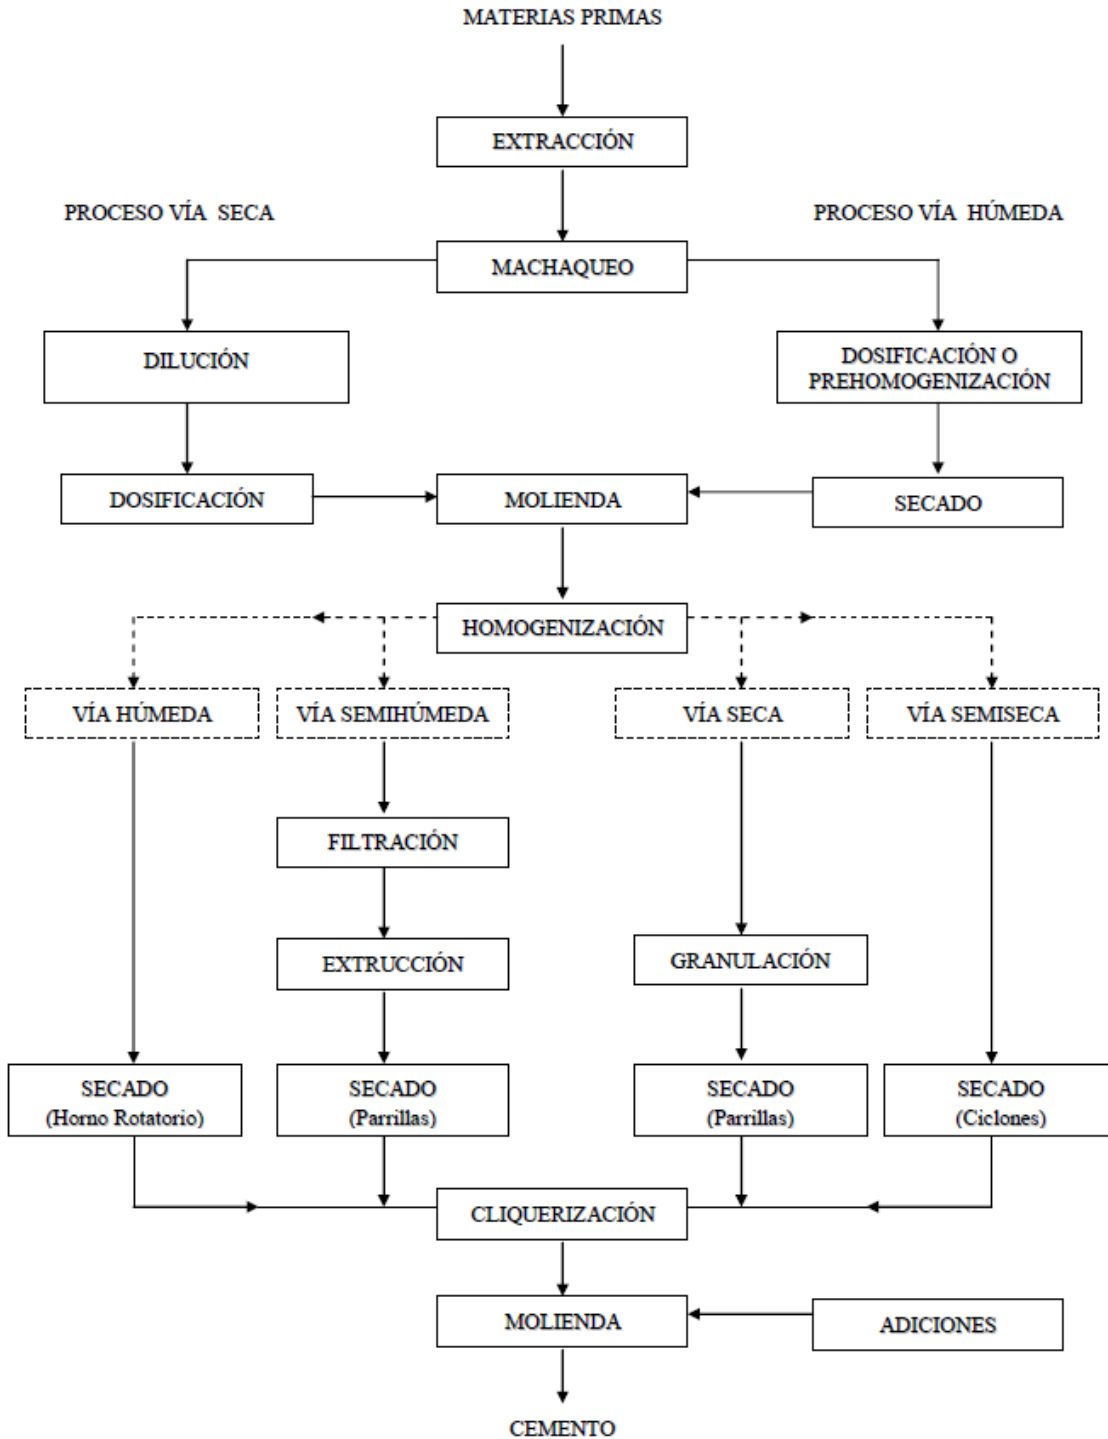 MATERIAS PRIMAS
EXTRACCIÓN
PROCESO VÍA SECA
PROCESO VÍA HÚMEDA
MACHAQUEO
DILUCIÓN
DOSIFICACIÓN O
PREHOMOGENIZACIÓN
DOSIFICACIÓN
MOLIENDA
SECADO
HOMOGENIZACIÓN
VÍA HÚMEDA
VÍA SEMIHÚMEDA
VÍA SECA
VÍA SEMISECA
FILTRACIÓN
EXTRUCCIÓN
GRANULACIÓN
SECADO
(Horno Rotatorio)
SECADO
(Parrillas)
SECADO
(Parrillas)
SECADO
(Ciclones)
CLIQUERIZACIÓN
MOLIENDA
ADICIONES
CEMENTO